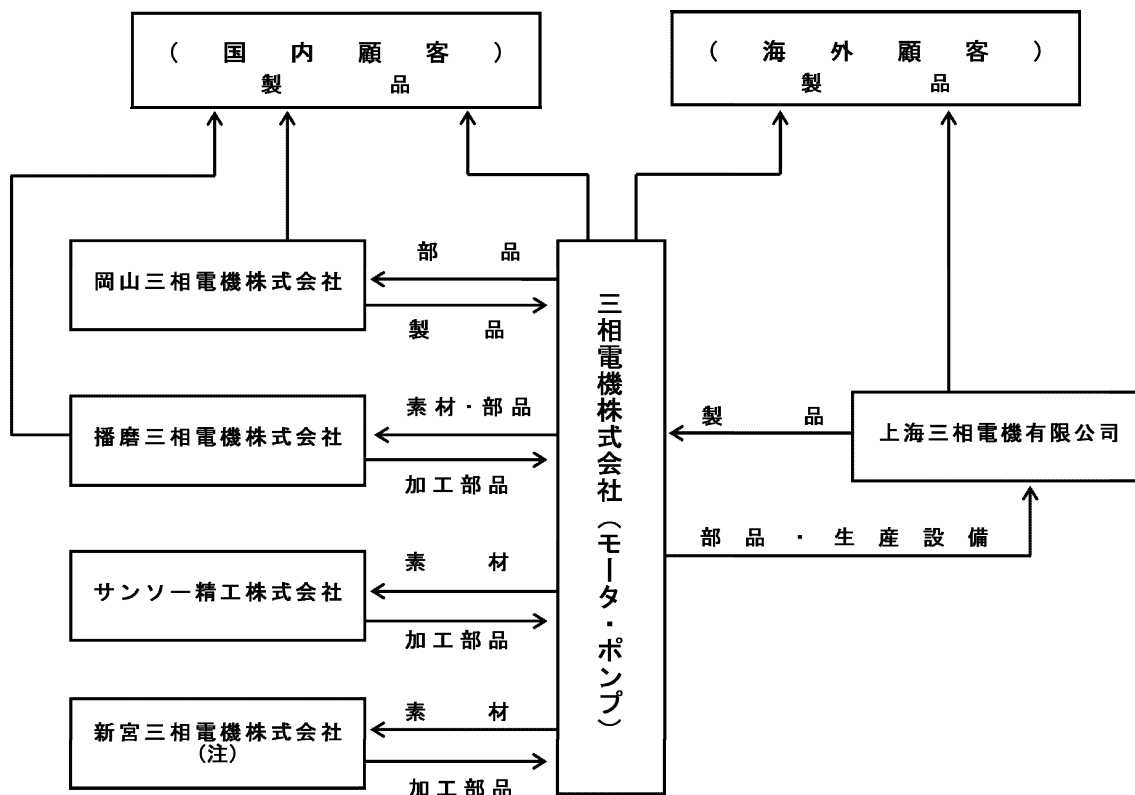 （国内顧客）
製品
（海外顧客）
製品
部品
岡山三相電機株式会社
製品
三相電機株式会社（モータ・ポンプ）
素材・部品
播磨三相電機株式会社
加工部品
製品
上海三相電機有限公司
部品・生産設備
素材
サンソー精工株式会社
加工部品
素材
新宮三相電機株式会社
(注)
加工部品